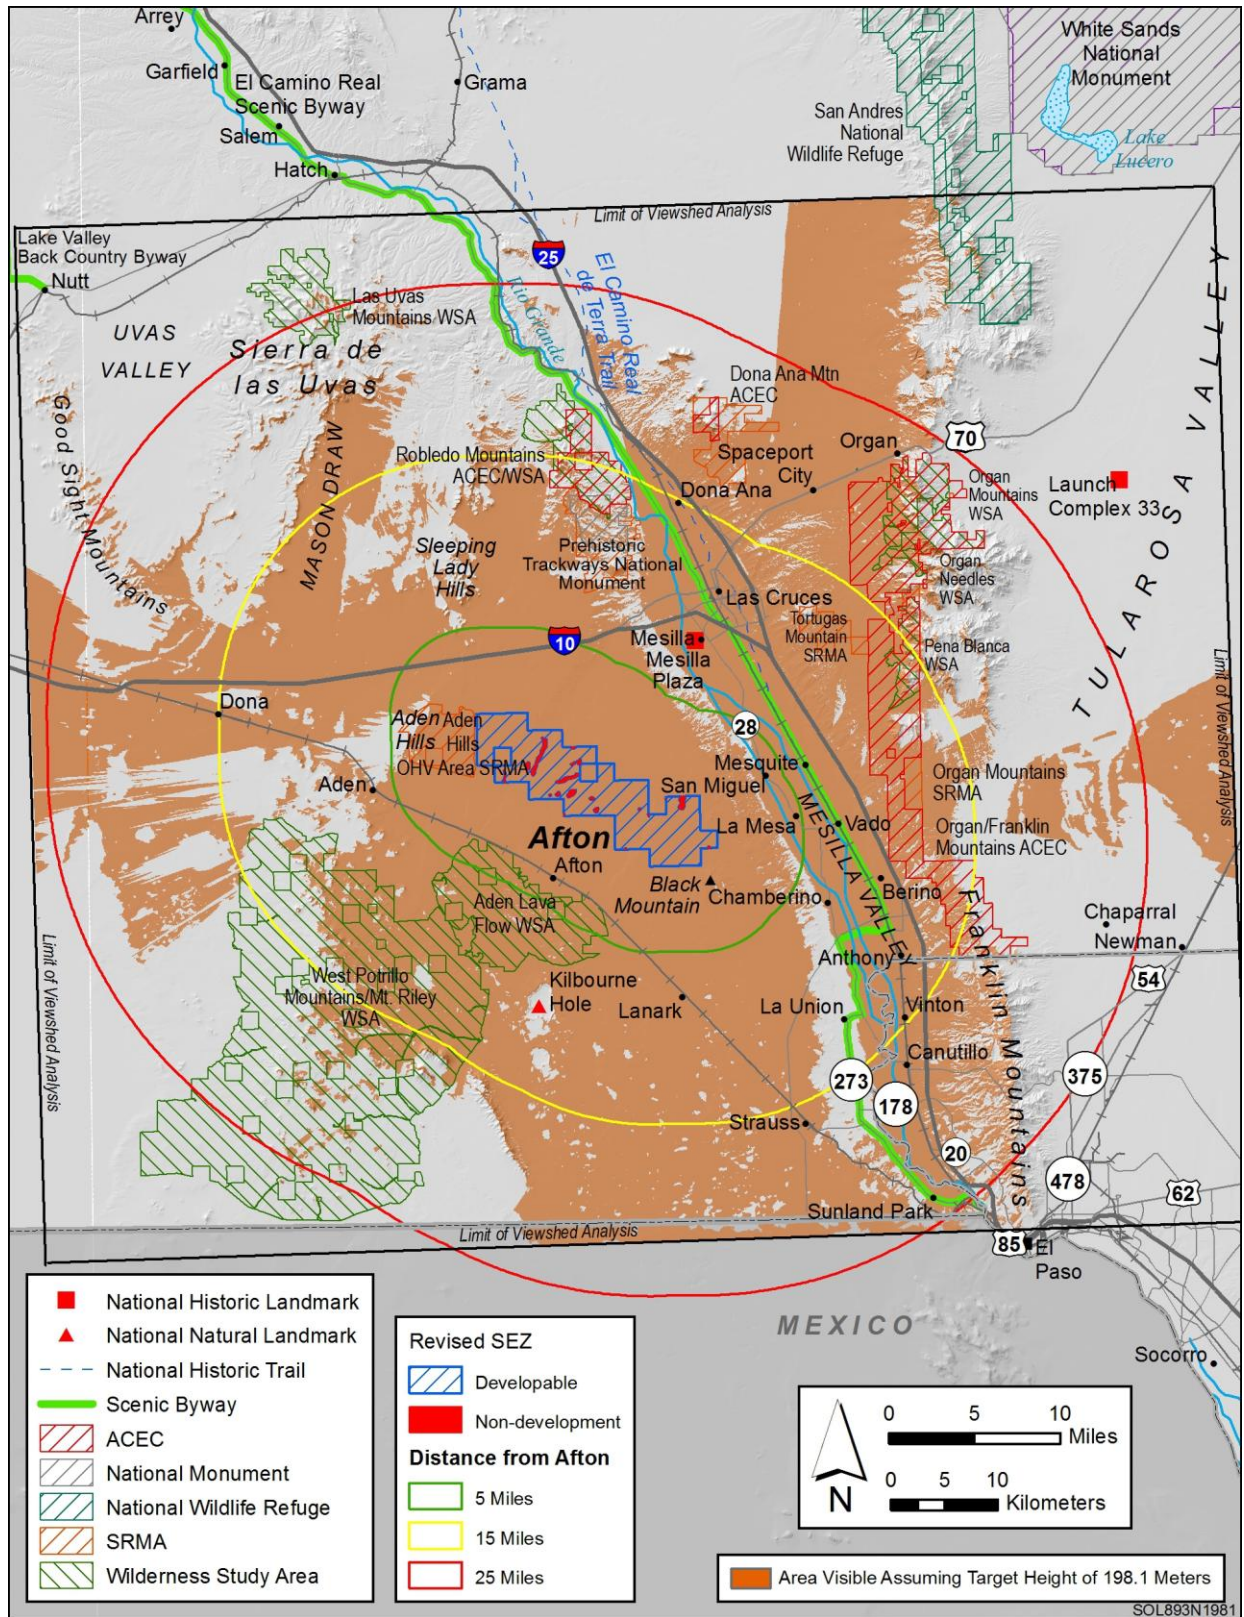 Arrey
Garfield
El Camino Real
Scenic Byway
Salem
Hatch
Grama
White Sands
National
Monument
San Andres
National
Wildlife Refuge
Lake
Lucero
Limit of Viewshed Analysis
Lake Valley
Back Country Byway
Nutt
25
El Camino Real
de Terra Trail
Rio Grande
Las Uvas
Mountains WSA
UVAS
VALLEY
Sierra de
las Uvas
Good Sight Mountains
MASON DRAW
Dona Ana Mtn
ACEC
Robledo Mountains
ACEC/WSA
Spaceport
City
Organ
70
Dona Ana
Organ
Mountains
WSA
Launch
Complex 33
TULAROSA VALLEY
Sleeping
Lady
Hills
Prehistoric
Trackways National
Monument
Organ
Needles
WSA
Las Cruces
10
Mesilla
Mesilla
Plaza
Tortugas
Mountain
SRMA
Pena Blanca
WSA
Limit of Viewshed Analysis
Dona
Aden
Hills
Aden
Hills
OHV Area SRMA
28
Mesquite
San Miguel
Organ Mountains
SRMA
Aden
La Mesa
Vado
MESILLA VALLEY
Organ/Franklin
Mountains ACEC
Afton
Afton
Black
Mountain
Chamberino
Berino
Aden Lava
Flow WSA
Franklin Mountains
Chaparral
Newman
Anthony
54
Limit of Viewshed Analysis
West Potrillo
Mountains/Mt. Riley
WSA
Kilbourne
Hole
Lanark
La Union
Vinton
Canutillo
273
178
375
Strauss
20
478
62
Sunland Park
Limit of Viewshed Analysis
85
El
Paso
MEXICO
Socorro
National Historic Landmark
National Natural Landmark
National Historic Trail
Scenic Byway
ACEC
National Monument
National Wildlife Refuge
SRMA
Wilderness Study Area
Revised SEZ
Developable
Non-development
Distance from Afton
5 Miles
15 Miles
25 Miles
N
0 5 10
Miles
0 5 10
Kilometers
Area Visible Assuming Target Height of 198.1 Meters
SOL893N1981